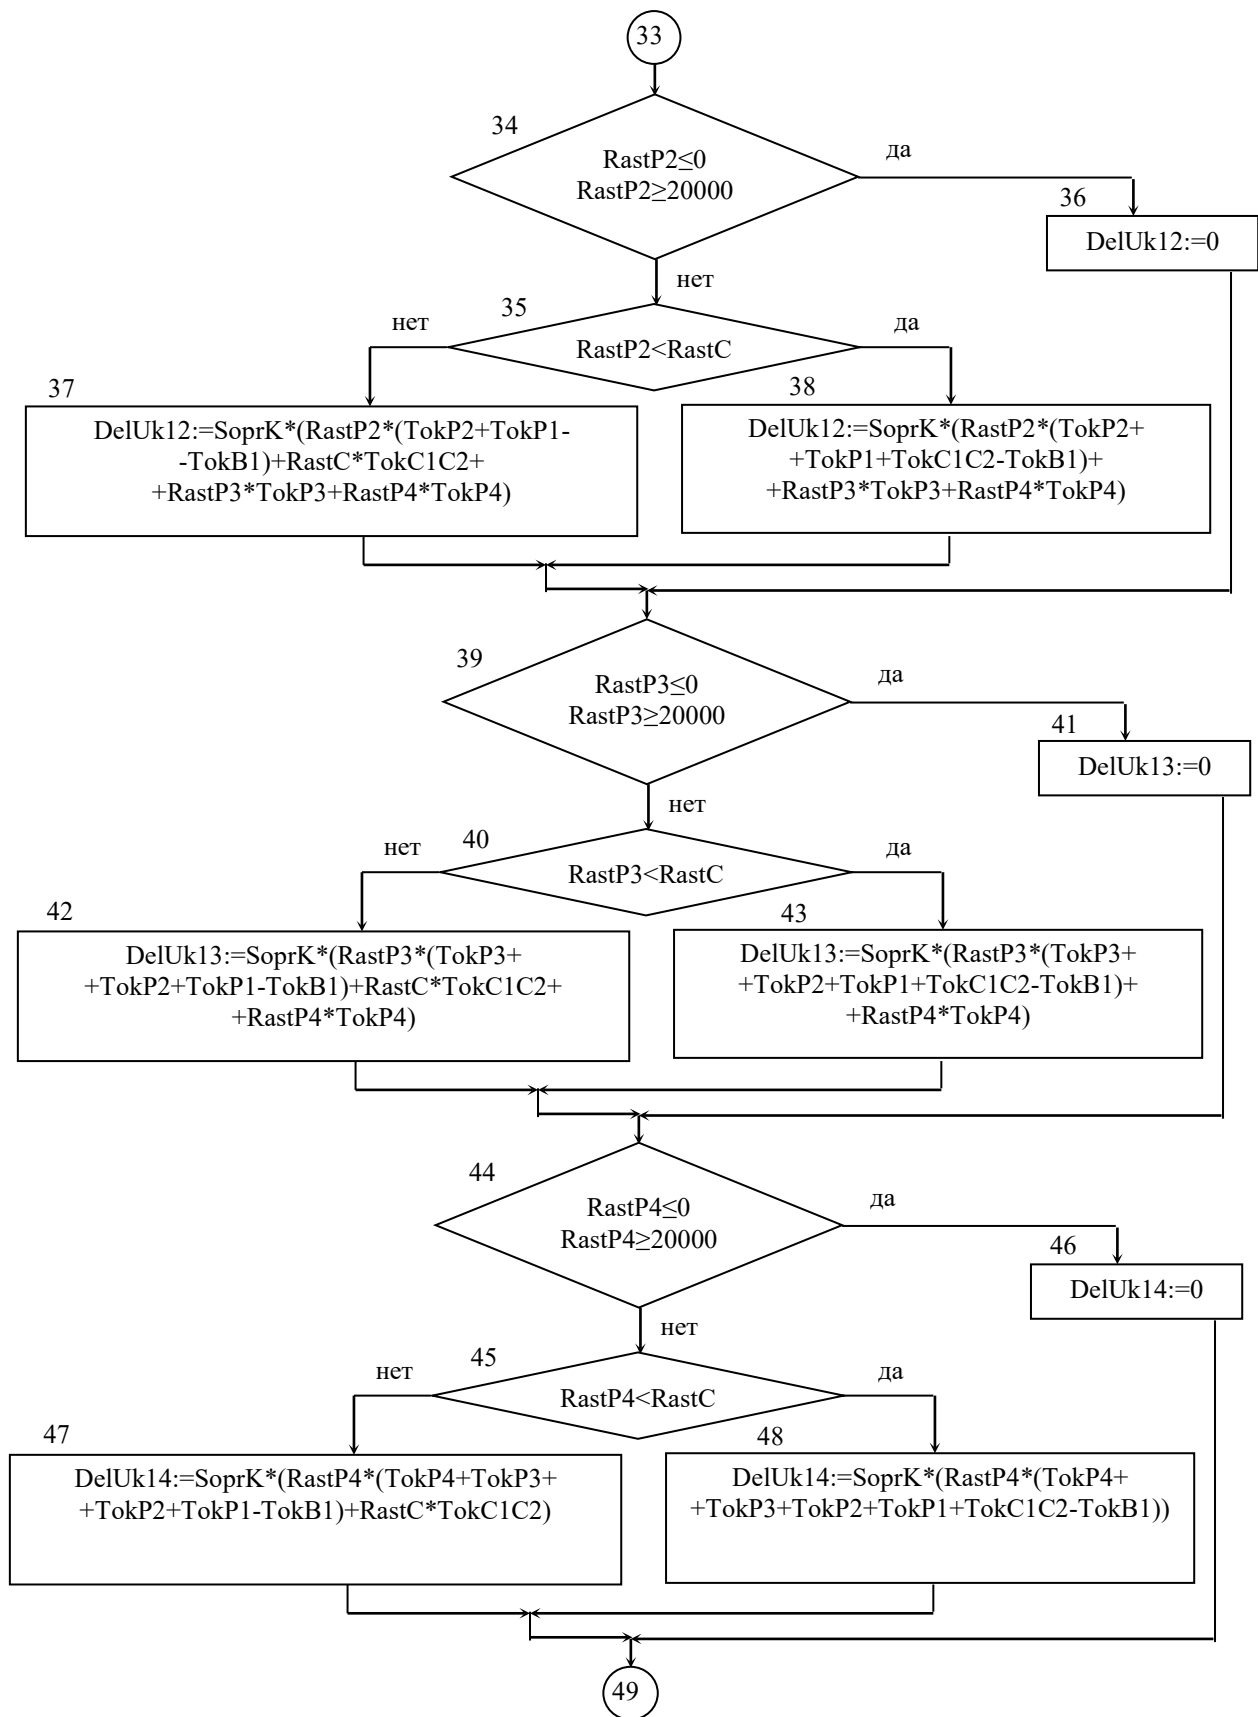 33
34
RastP2≤0
RastP2≥20000
да
36
DelUk12:=0
нет
35
нет
RastP2<RastC
да
37
DelUk12:=SoprK*(RastP2*(TokP2+TokP1-
-TokB1)+RastC*TokC1C2+
+RastP3*TokP3+RastP4*TokP4)
38
DelUk12:=SoprK*(RastP2*(TokP2+
+TokP1+TokC1C2-TokB1)+
+RastP3*TokP3+RastP4*TokP4)
39
RastP3≤0
RastP3≥20000
да
41
DelUk13:=0
нет
40
нет
RastP3<RastC
да
42
DelUk13:=SoprK*(RastP3*(TokP3+
+TokP2+TokP1-TokB1)+RastC*TokC1C2+
+RastP4*TokP4)
43
DelUk13:=SoprK*(RastP3*(TokP3+
+TokP2+TokP1+TokC1C2-TokB1)+
+RastP4*TokP4)
44
RastP4≤0
RastP4≥20000
да
46
DelUk14:=0
нет
45
нет
RastP4<RastC
да
47
DelUk14:=SoprK*(RastP4*(TokP4+TokP3+
+TokP2+TokP1-TokB1)+RastC*TokC1C2)
48
DelUk14:=SoprK*(RastP4*(TokP4+
+TokP3+TokP2+TokP1+TokC1C2-TokB1))
49